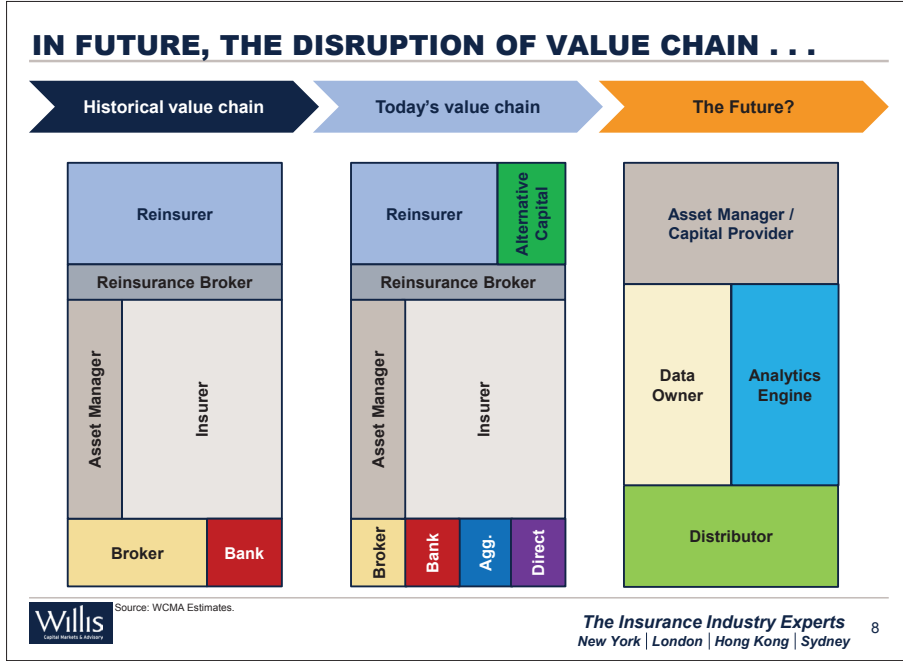 IN FUTURE, THE DISRUPTION OF VALUE CHAIN . . .
Historical value chain
Today's value chain
The Future?
Reinsurer
Reinsurance Broker
Asset Manager
Insurer
Broker
Bank
Reinsurer
Alternative
Capital
Reinsurance Broker
Asset Manager
Insurer
Broker
Bank
Agg.
Direct
Asset Manager /
Capital Provider
Data
Owner
Analytics
Engine
Distributor
Willis
Capital Markets & Advisory
Source: WCMA Estimates.
The Insurance Industry Experts
New York | London | Hong Kong | Sydney
8